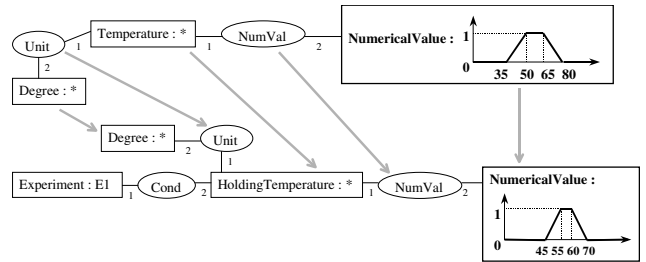 Unit
1
Temperature : *
1
NumVal
2
NumericalValue :
1
0
35 50 65 80
2
Degree : *
Degree : *
2
Unit
1
Experiment : E1
1
Cond
2
HoldingTemperature : *
1
NumVal
2
NumericalValue :
1
0
45 55 60 70